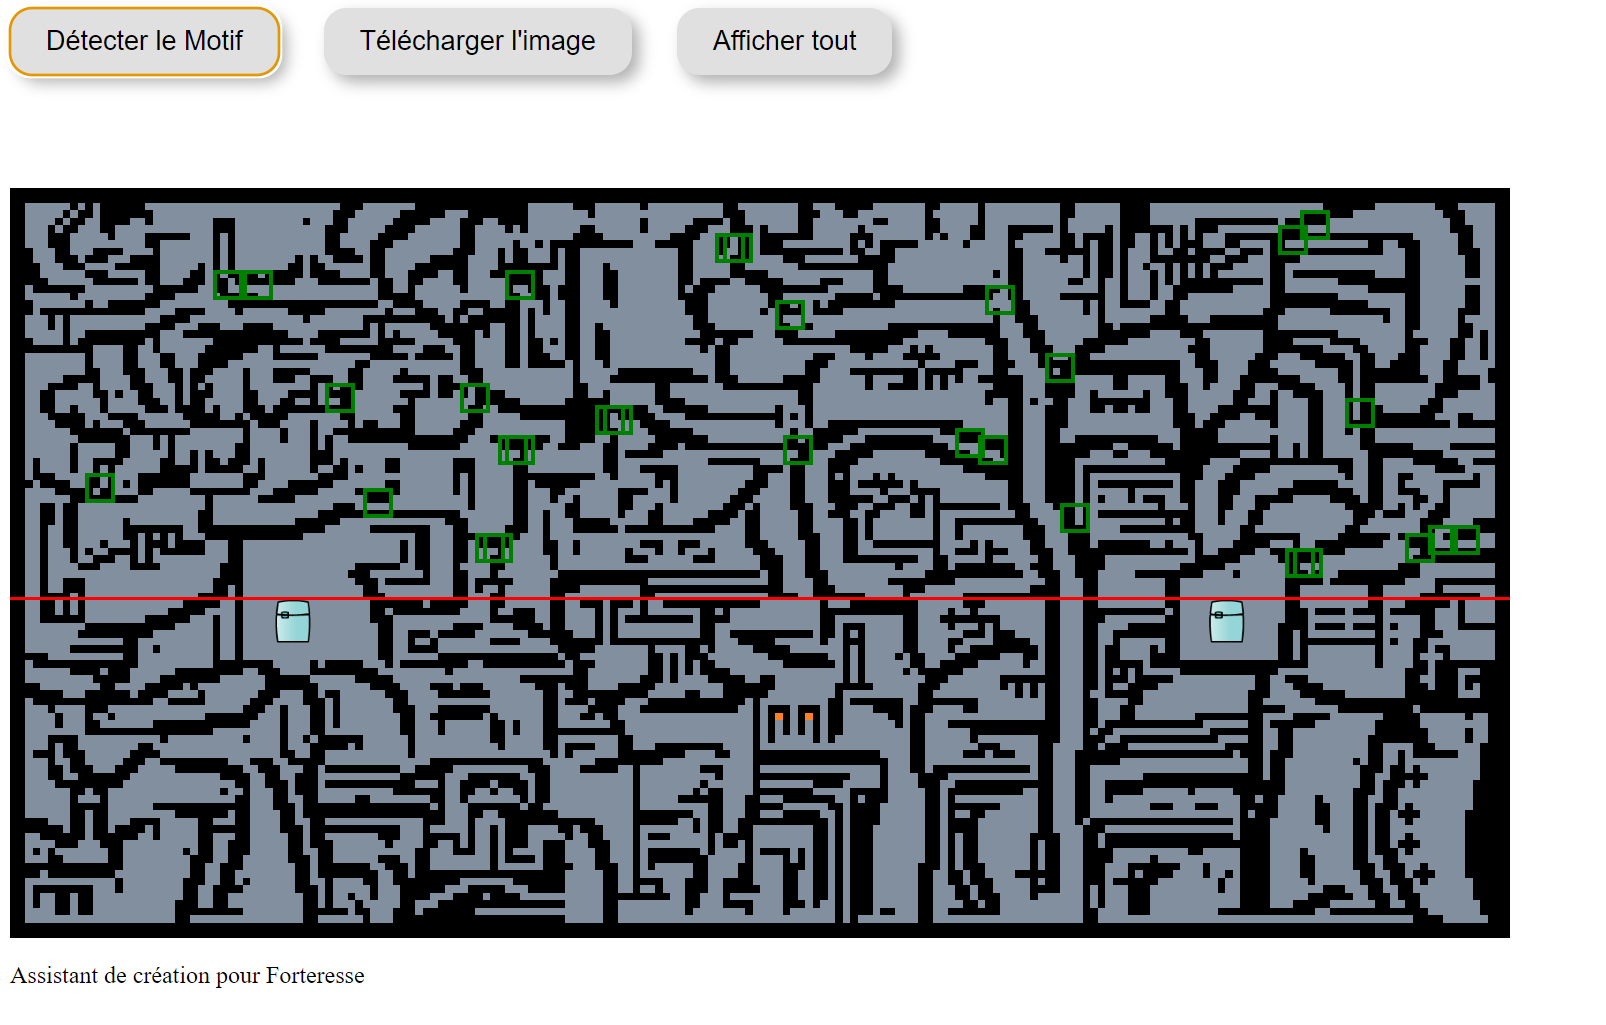 Détecter le Motif
Télécharger l'image
Afficher tout
Assistant de création pour Forteresse